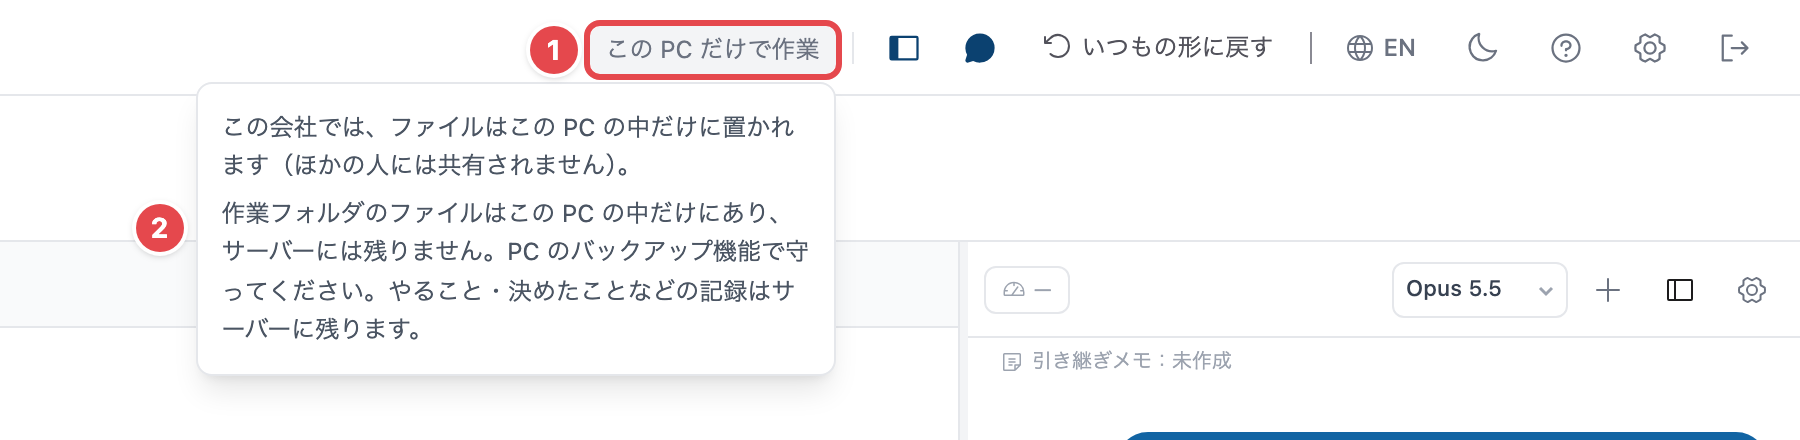 1
このPCだけで作業
いつもの形に戻す
EN
この会社では、ファイルはこの PC の中だけに置かれ
ます（ほかの人には共有されません）。
2
作業フォルダのファイルはこの PC の中だけにあり、
サーバーには残りません。PC のバックアップ機能で守
ってください。やること・決めたことなどの記録はサ
ーバーに残ります。
Opus 5.5
引き継ぎメモ：未作成